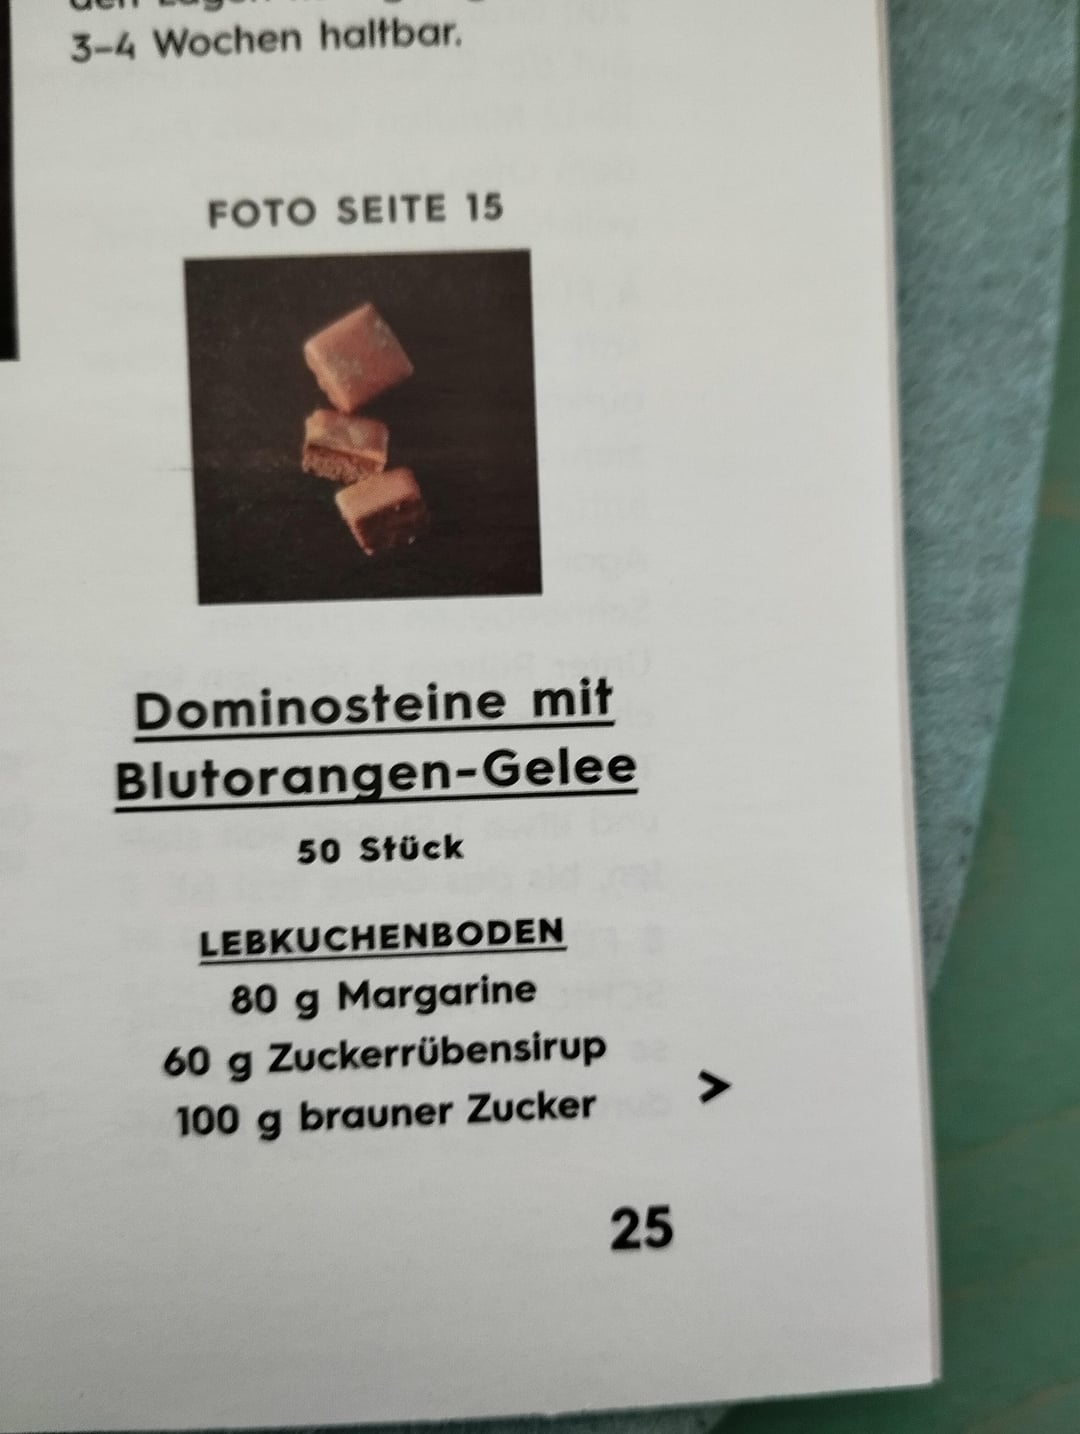 3–4 Wochen haltbar.
FOTO SEITE 15
Dominosteine mit
Blutorangen-Gelee
50 Stück
LEBKUCHENBODEN
80 g Margarine
60 g Zuckerrübensirup
100 g brauner Zucker
>
25